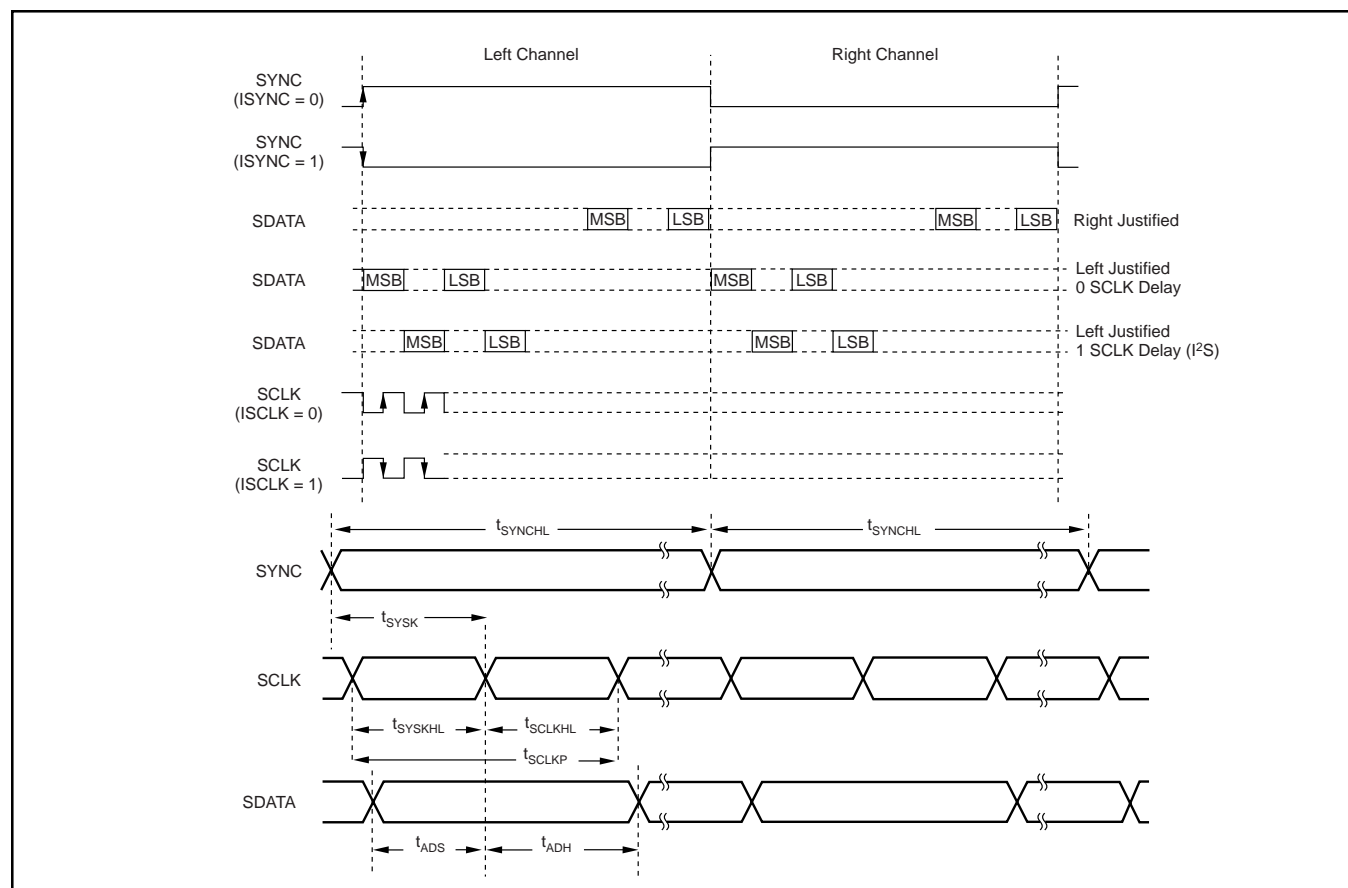 Left Channel
Right Channel
SYNC
(ISYNC = 0)
SYNC
(ISYNC = 1)
SDATA
MSB
LSB
MSB
LSB
Right Justified
SDATA
MSB
LSB
MSB
LSB
Left Justified
0 SCLK Delay
SDATA
MSB
LSB
MSB
LSB
Left Justified
1 SCLK Delay (I²S)
SCLK
(ISCLK = 0)
SCLK
(ISCLK = 1)
tSYNCHL
tSYNCHL
SYNC
tSYSK
SCLK
tSYSKHL
tSCLKHL
tSCLKP
SDATA
tADS
tADH